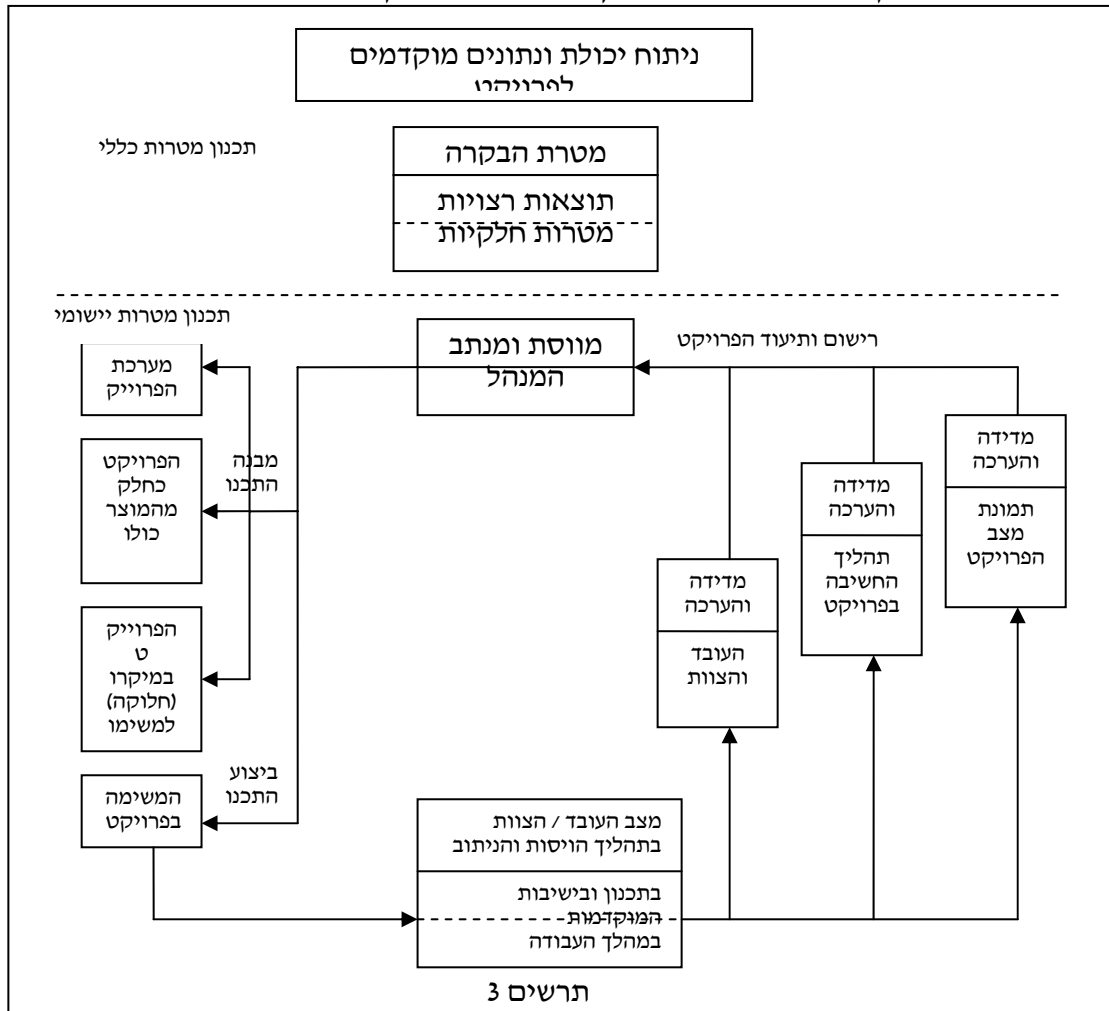 ניתוח יכולת ונתונים מוקדמים
לפרויקט
תכנון מטרות כללי
מטרת הבקרה
תוצאות רצויות
מטרות חלקיות
תכנון מטרות יישומי
מווסת ומנתב
המנהל
רישום ותיעוד הפרויקט
מדידה
והערכה
תמונת
מצב
הפרויקט
מדידה
והערכה
תהליך
החשיבה
בפרויקט
מדידה
והערכה
העובד
והצוות
מבנה
התכנו
ביצוע
התכנו
מערכת
הפרוייק
הפרויקט
כחלק
מהמוצר
כולו
הפרוייק
ט
במיקרו
(חלוקה)
למשימו
המשימה
בפרויקט
מצב העובד / הצוות
בתהליך הויסות והניתוב
בתכנון ובישיבות
המוקדמות
במהלך העבודה
תרשים 3